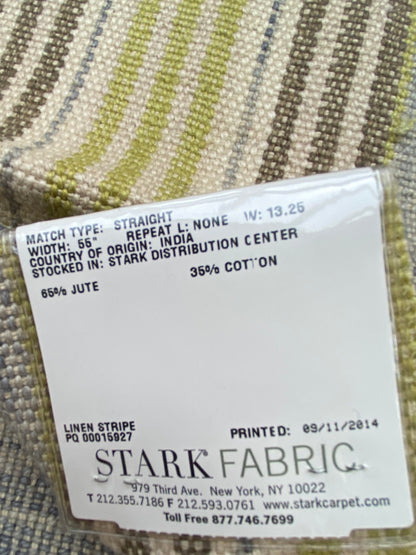 MATCH TYPE: STRAIGHT
WIDTH: 55" REPEAT L: NONE W: 13.25
COUNTRY OF ORIGIN: INDIA
STOCKED IN: STARK DISTRIBUTION CENTER
65% JUTE 35% COTTON
LINEN STRIPE
PQ 00015927 PRINTED: 09/11/2014
STARK FABRIC
979 Third Ave. New York, NY 10022
T 212.355.7186 F 212.593.0761 www.starkcarpet.com
Toll Free 877.746.7699